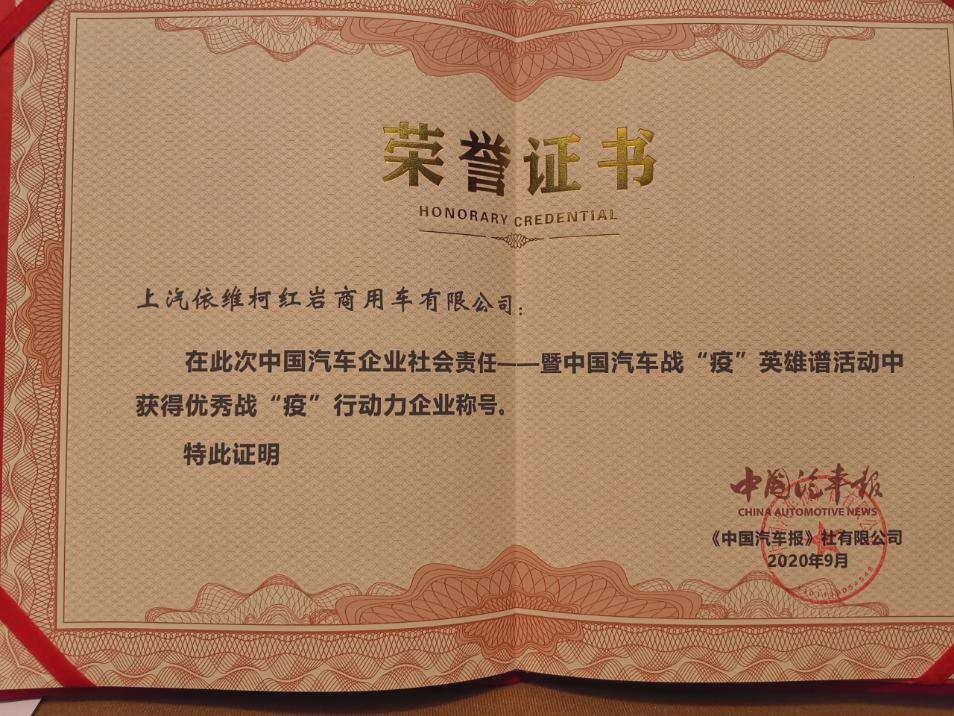 荣誉证书
HONORARY CREDENTIAL
上汽依维柯红岩商用车有限公司：
在此次中国汽车企业社会责任——暨中国汽车战“疫”英雄谱活动中
获得优秀战“疫”行动力企业称号。
特此证明
中国汽车报
CHINA AUTOMOTIVE NEWS
《中国汽车报》社有限公司
2020年9月